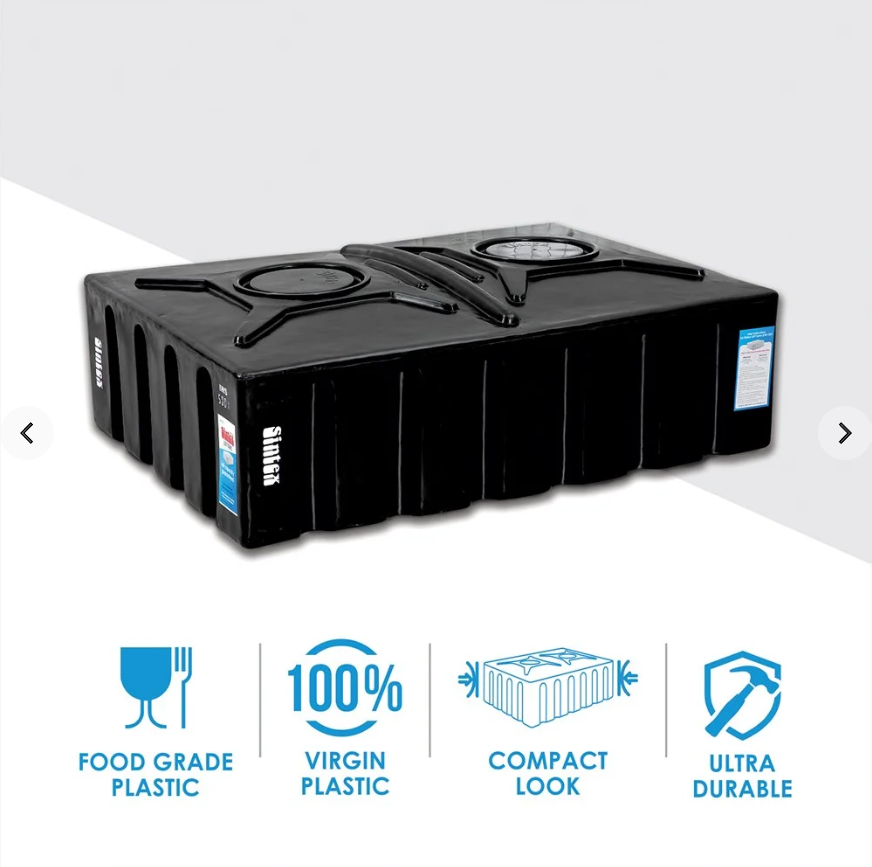 Sintex
Sintex
FOOD GRADE
PLASTIC
100%
VIRGIN
PLASTIC
COMPACT
LOOK
ULTRA
DURABLE